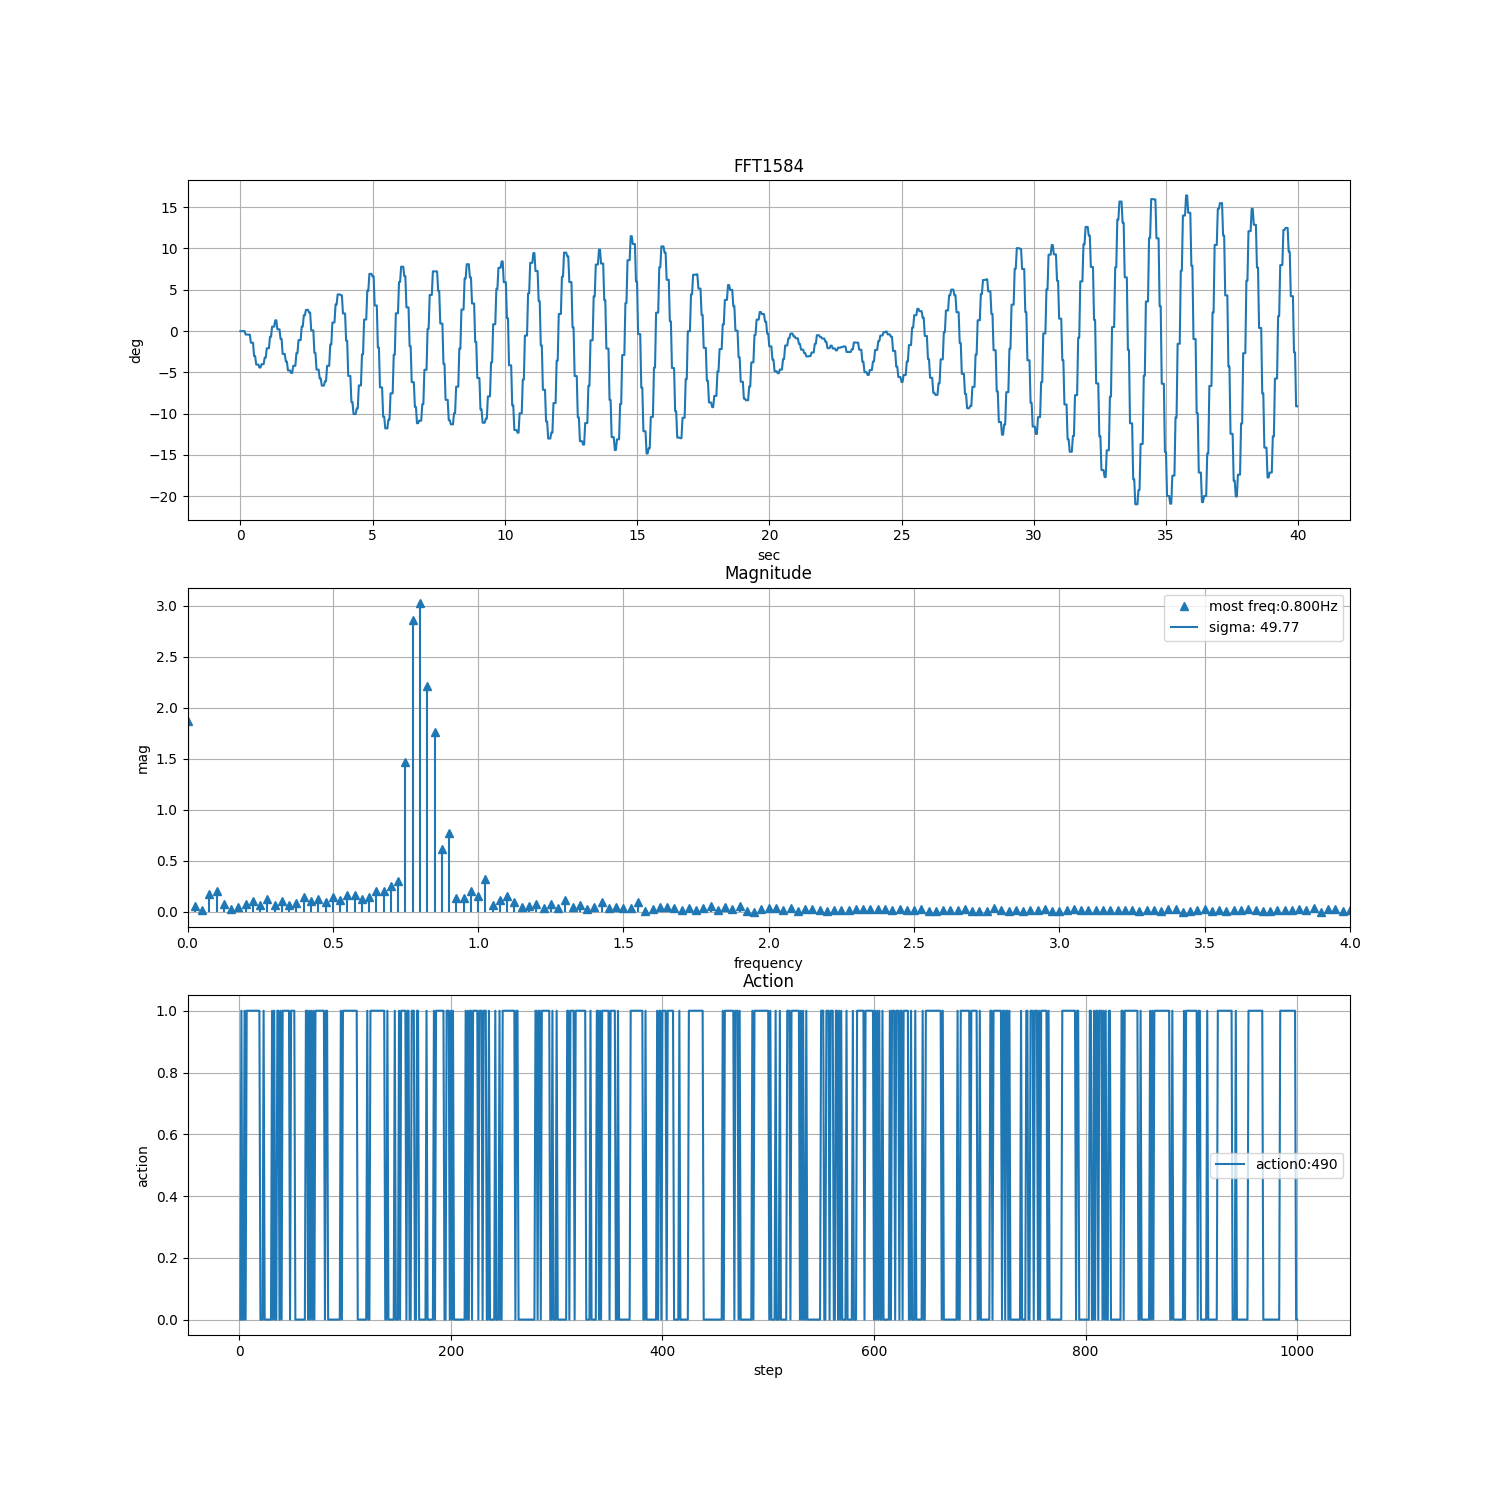 FFT1584
15
10
5
0
−5
−10
−15
−20
deg
0 5 10 15 20 25 30 35 40
sec
Magnitude
3.0
2.5
2.0
1.5
1.0
0.5
0.0
mag
most freq:0.800Hz
sigma: 49.77
0.0 0.5 1.0 1.5 2.0 2.5 3.0 3.5 4.0
frequency
Action
1.0
0.8
0.6
0.4
0.2
0.0
action
action0:490
0 200 400 600 800 1000
step